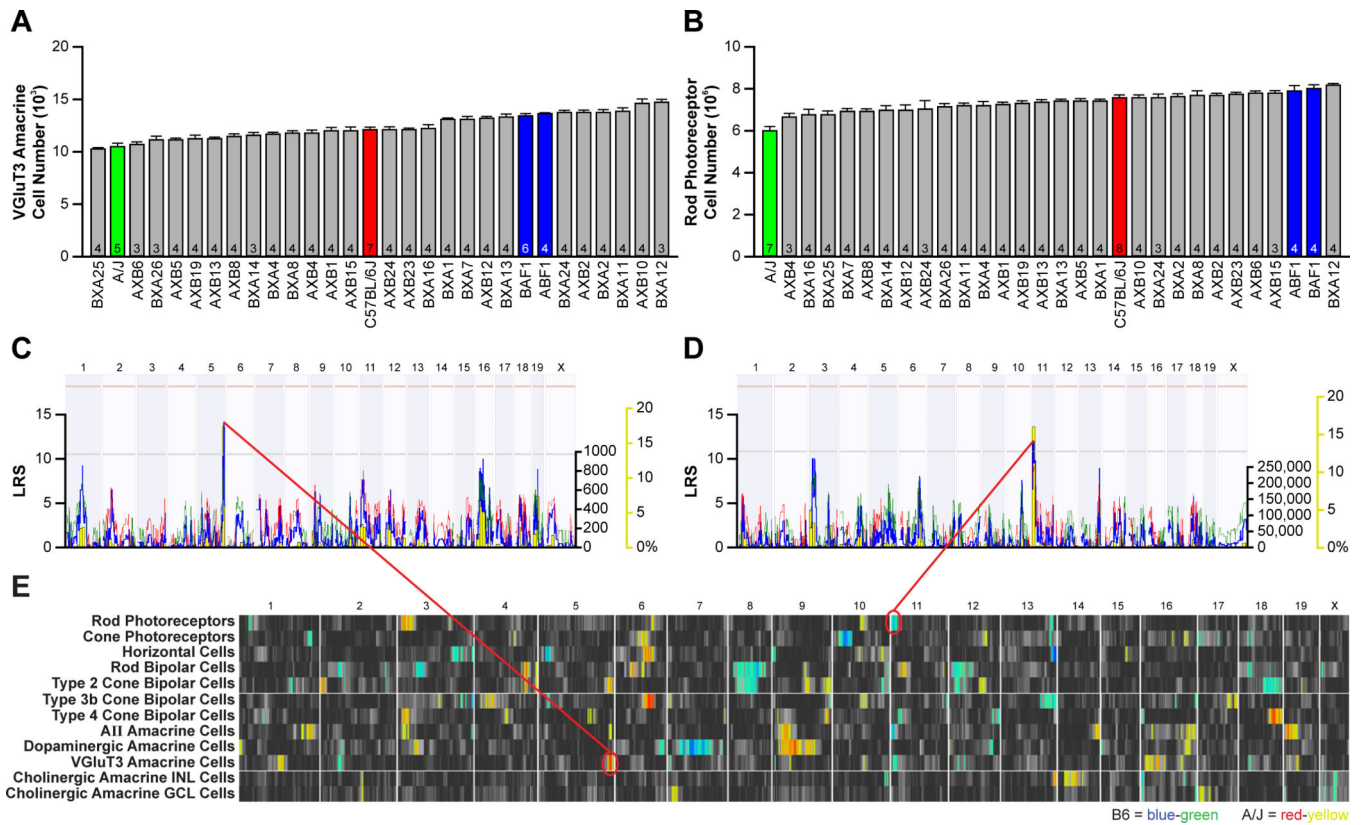 A
B
VGluT3 Amacrine
Cell Number (10³)
20
15
10
5
0
4 5 3 3 4 4 4 4 3 4 4 4 4 4 7 4 4 4 4 4 4 4 6 4 4 4 4 4 4 3
BXA25 A/J AXB6 BXA26 AXB5 AXB19 AXB13 AXB8 BXA14 BXA4 BXA8 AXB4 AXB1 AXB15 C57BL/6J AXB24 AXB23 BXA16 BXA1 BXA7 AXB12 BXA13 BAF1 ABF1 BXA24 AXB2 BXA2 BXA11 AXB10 BXA12
Rod Photoreceptor
Cell Number (10⁶)
10
8
6
4
2
0
7 3 4 4 4 4 4 4 3 4 4 4 4 4 4 4 4 4 8 4 3 4 4 4 4 4 3 4 4 4
A/J AXB4 BXA16 BXA25 BXA7 AXB8 BXA14 AXB12 AXB24 BXA26 BXA11 BXA4 AXB1 AXB19 AXB13 BXA13 AXB5 BXA1 C57BL/6J AXB10 BXA24 BXA2 BXA8 AXB2 AXB23 AXB6 AXB15 ABF1 BAF1 BXA12
C
1 2 3 4 5 6 7 8 9 10 11 12 13 14 15 16 17 18 19 X
LRS
15
10
5
0
1000
800
600
400
200
0
20
15
10
5
0%
D
1 2 3 4 5 6 7 8 9 10 11 12 13 14 15 16 17 18 19 X
LRS
15
10
5
0
250,000
200,000
150,000
100,000
50,000
0
20
15
10
5
0%
E
1 2 3 4 5 6 7 8 9 10 11 12 13 14 15 16 17 18 19 X
Rod Photoreceptors
Cone Photoreceptors
Horizontal Cells
Rod Bipolar Cells
Type 2 Cone Bipolar Cells
Type 3b Cone Bipolar Cells
Type 4 Cone Bipolar Cells
AII Amacrine Cells
Dopaminergic Amacrine Cells
VGluT3 Amacrine Cells
Cholinergic Amacrine INL Cells
Cholinergic Amacrine GCL Cells
B6 = blue-green A/J = red-yellow